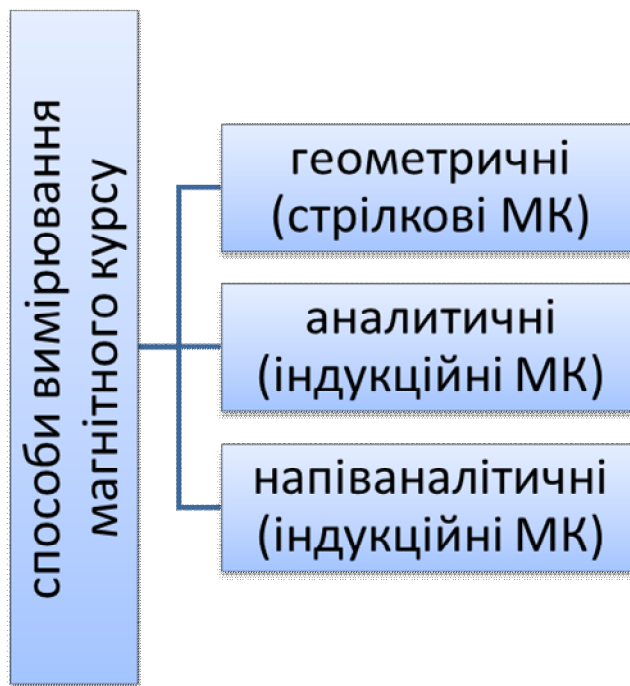 способи вимірювання
магнітного курсу
геометричні
(стрілкові МК)
аналитичні
(індукційні МК)
напіваналітичні
(індукційні МК)